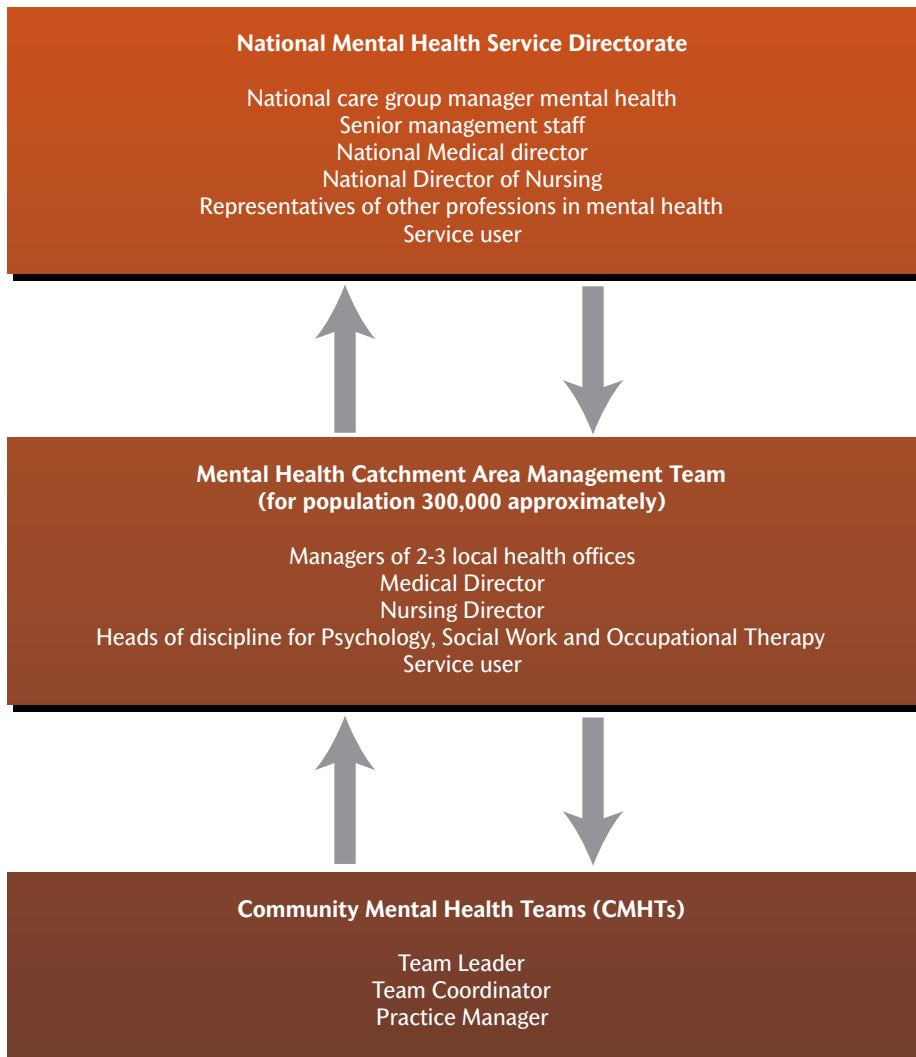 National Mental Health Service Directorate
National care group manager mental health
Senior management staff
National Medical director
National Director of Nursing
Representatives of other professions in mental health
Service user
Mental Health Catchment Area Management Team
(for population 300,000 approximately)
Managers of 2-3 local health offices
Medical Director
Nursing Director
Heads of discipline for Psychology, Social Work and Occupational Therapy
Service user
Community Mental Health Teams (CMHTs)
Team Leader
Team Coordinator
Practice Manager